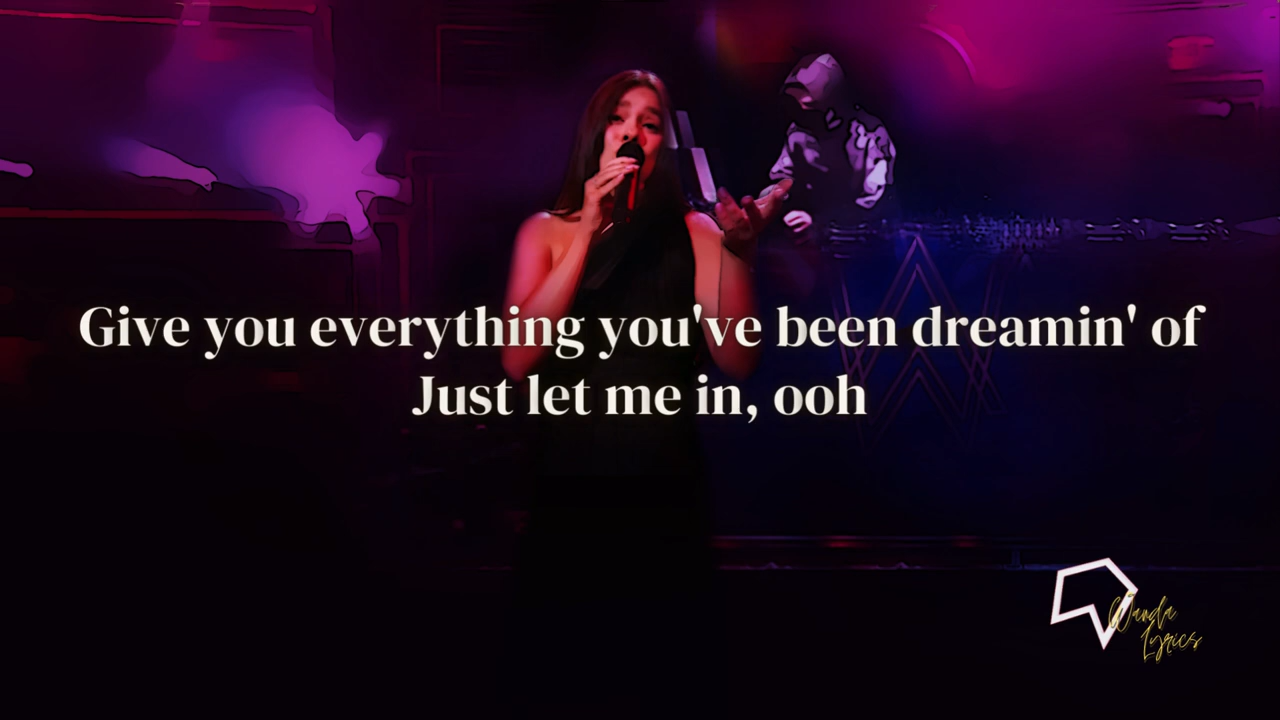 Give you everything you've been dreamin' of
Just let me in, ooh
Wanda
Lyrics